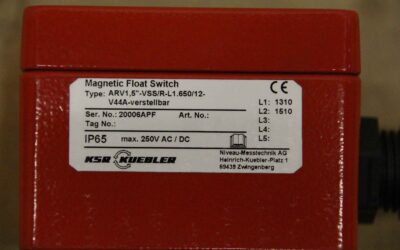 Magnetic Float Switch
Type: ARV1,5"-VSS/R-L1.650/12-
V44A-verstellbar
CE
L1: 1310
L2: 1510
L3:
L4:
L5:
Ser. No.: 20006APF Art. No.:
Tag No.:
IP65 max. 250V AC / DC
KSR KUEBLER
Niveau-Messtechnik AG
Heinrich-Kuebler-Platz 1
69439 Zwingenberg